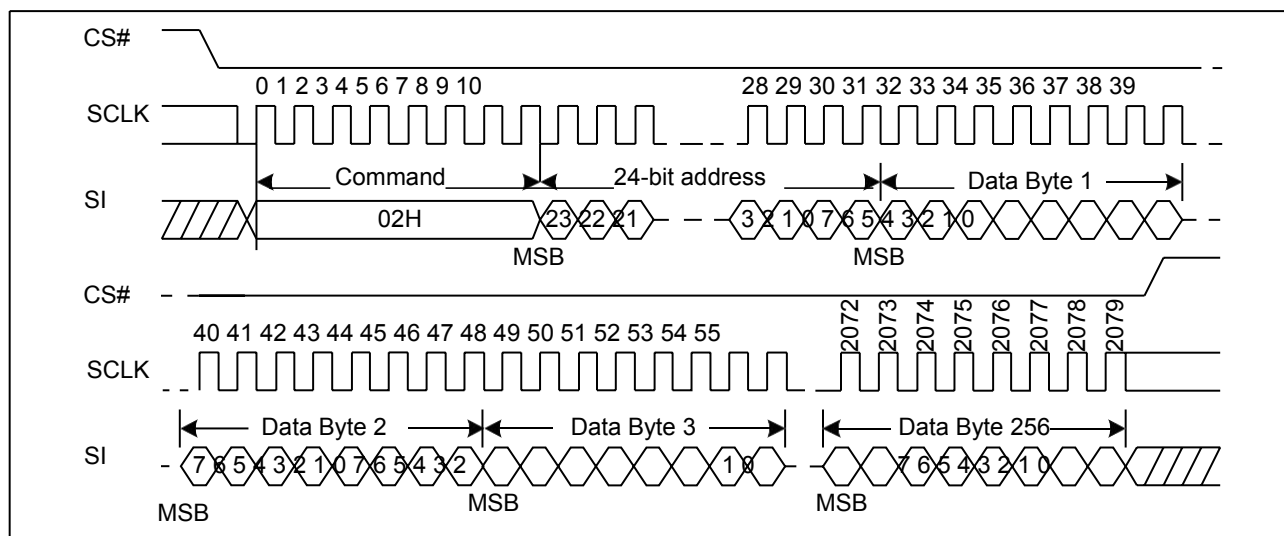 CS#
0 1 2 3 4 5 6 7 8 9 10 28 29 30 31 32 33 34 35 36 37 38 39
SCLK
Command 24-bit address Data Byte 1
SI
02H 23 22 21 3 2 1 0 7 6 5 4 3 2 1 0
MSB MSB
CS#
40 41 42 43 44 45 46 47 48 49 50 51 52 53 54 55 2072 2073 2074 2075 2076 2077 2078 2079
SCLK
Data Byte 2 Data Byte 3 Data Byte 256
SI
7 6 5 4 3 2 1 0 7 6 5 4 3 2 1 0 7 6 5 4 3 2 1 0
MSB MSB MSB